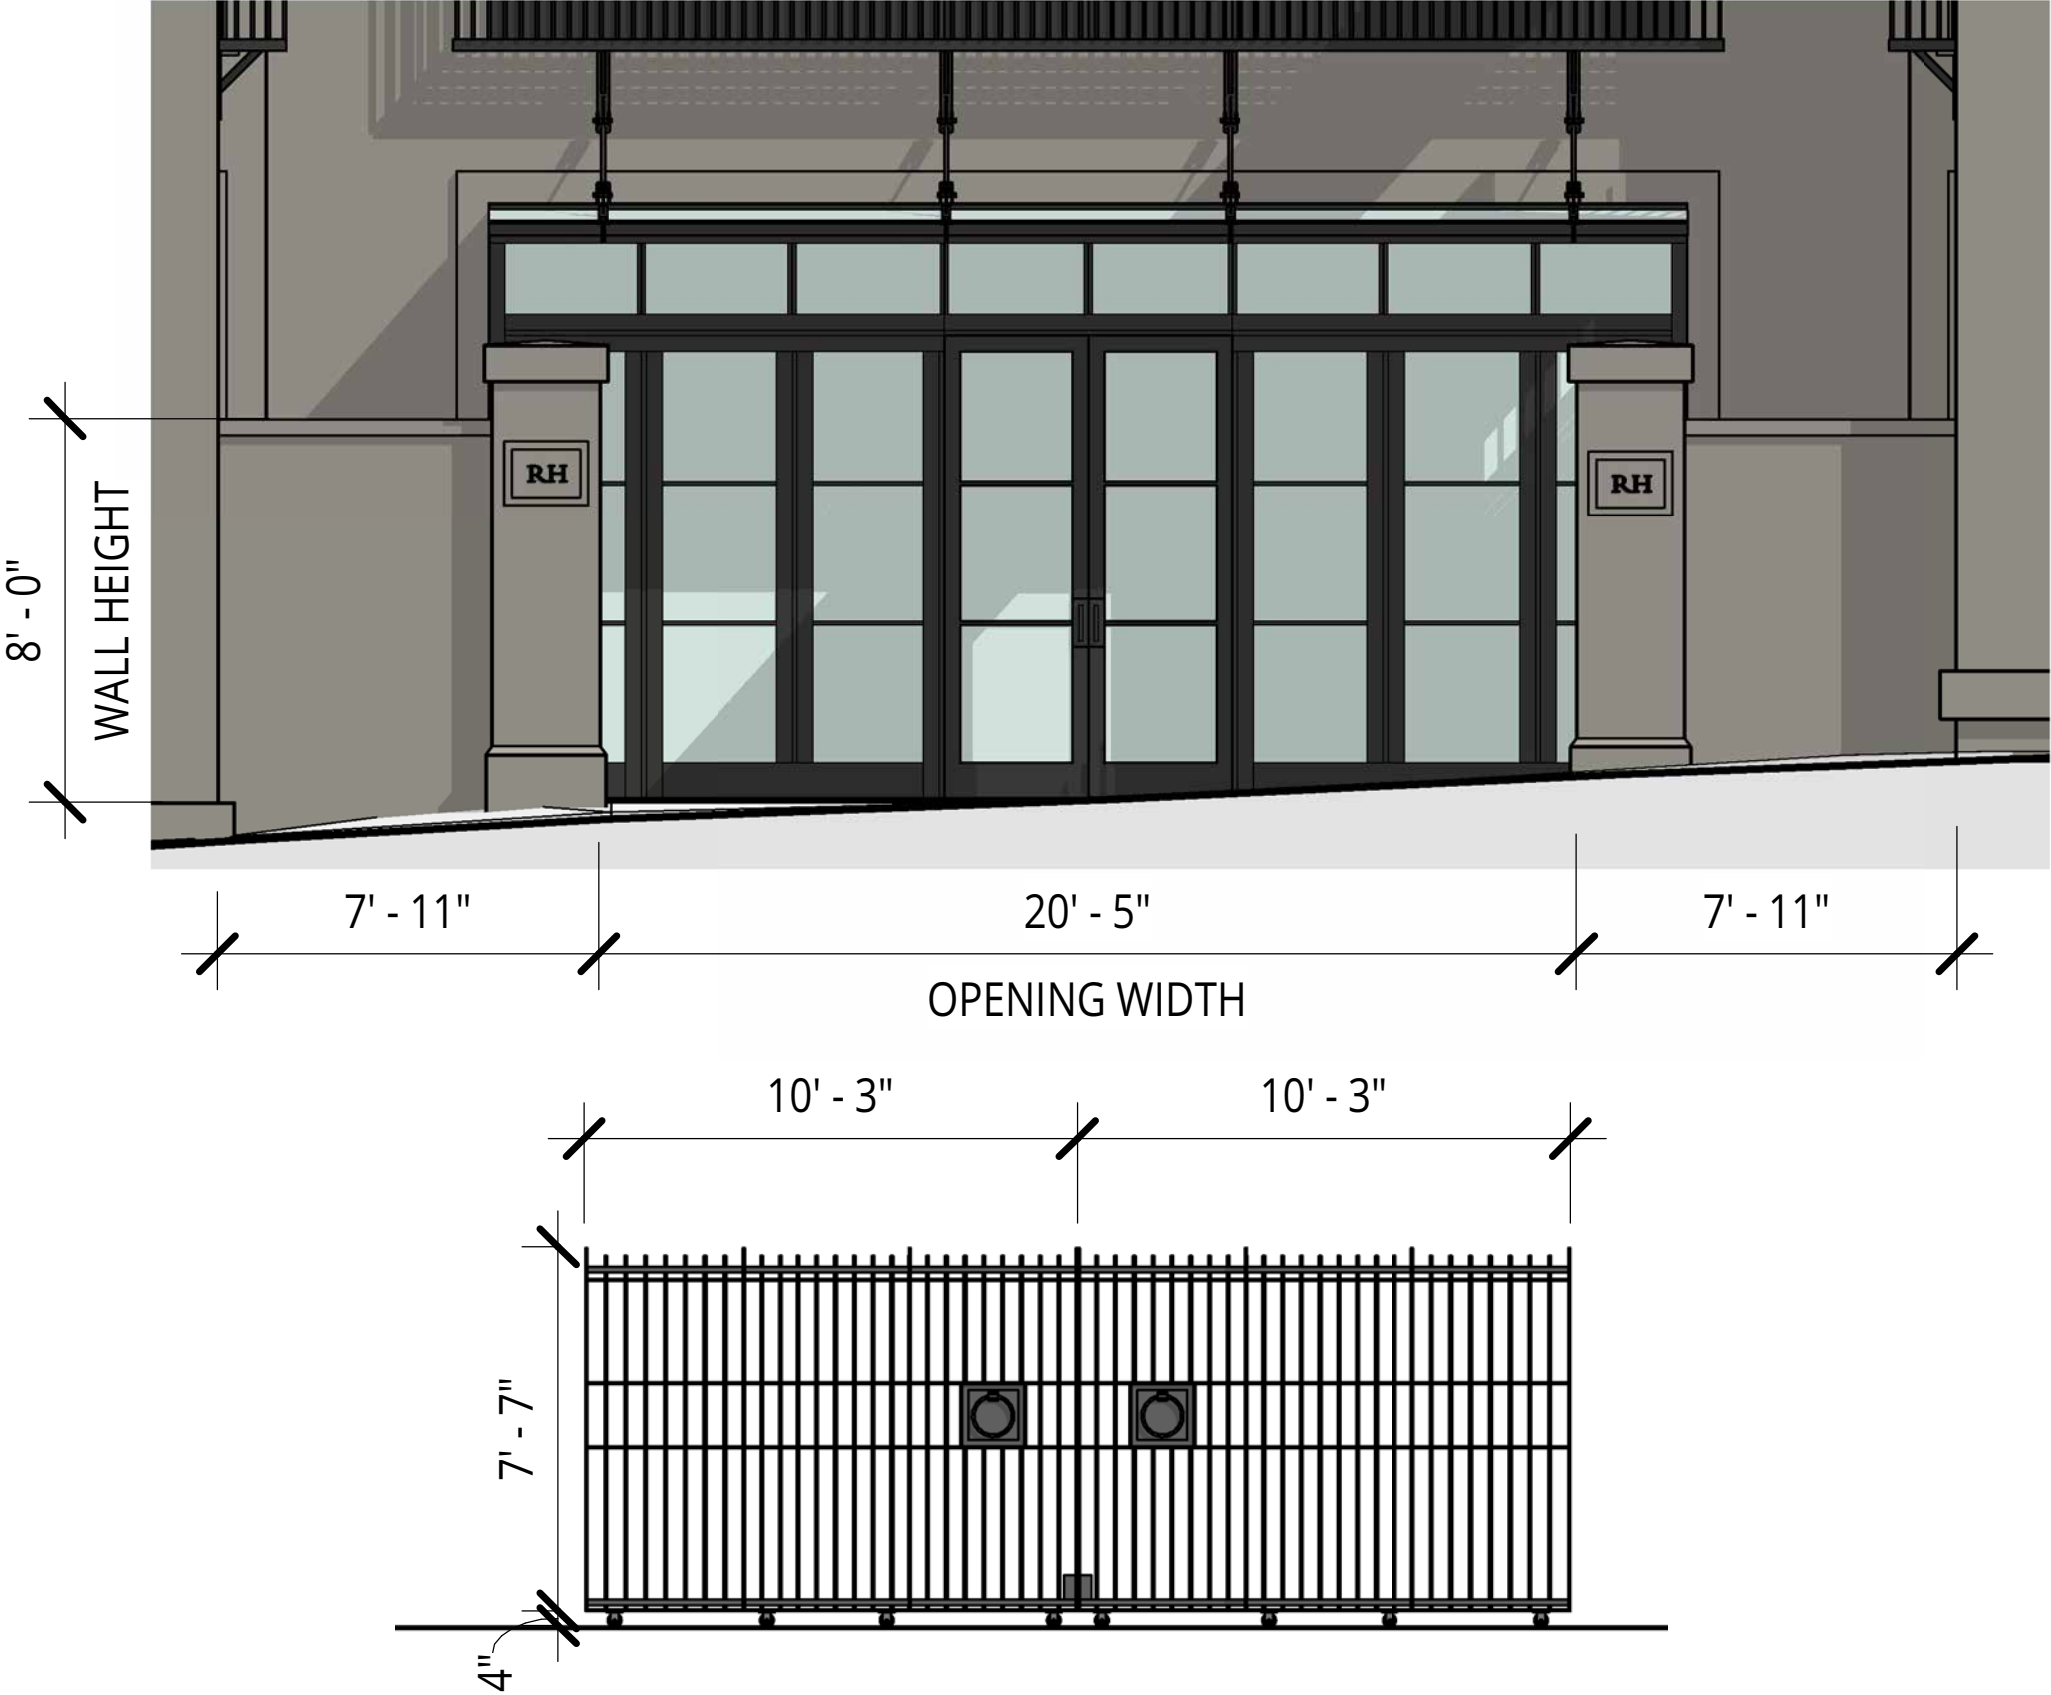 RH
RH
8' - 0"
WALL HEIGHT
7' - 11"
20' - 5"
7' - 11"
OPENING WIDTH
10' - 3"
10' - 3"
7' - 7"
4"